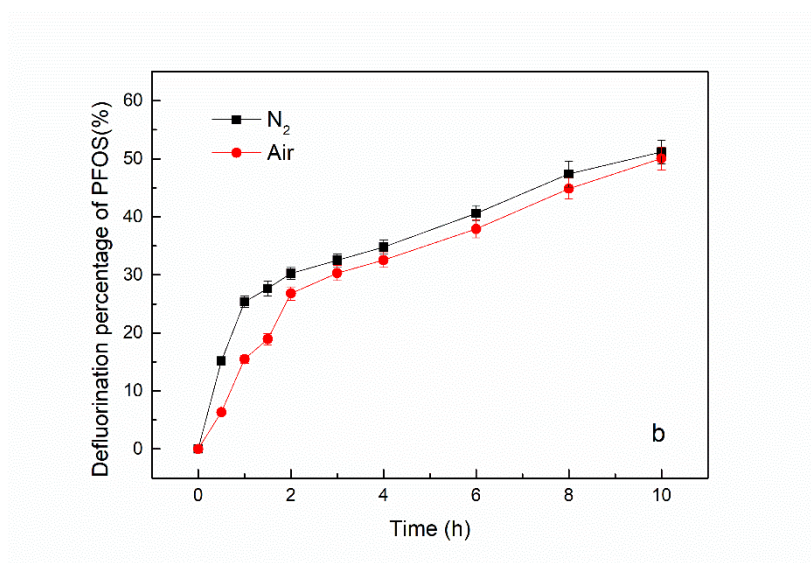 Defluorination percentage of PFOS(%)
60
50
40
30
20
10
0
N₂
Air
b
0 2 4 6 8 10
Time (h)